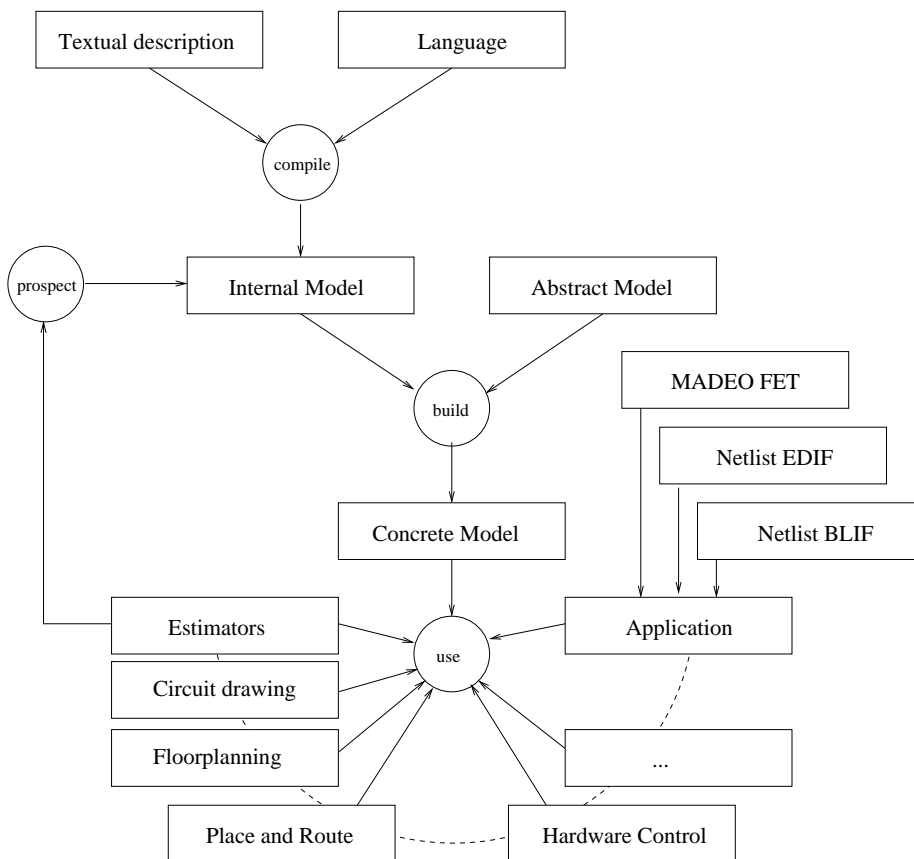 Textual description
Language
compile
prospect
Internal Model
Abstract Model
MADEO FET
build
Netlist EDIF
Concrete Model
Netlist BLIF
Estimators
Application
use
Circuit drawing
Floorplanning
...
Place and Route
Hardware Control